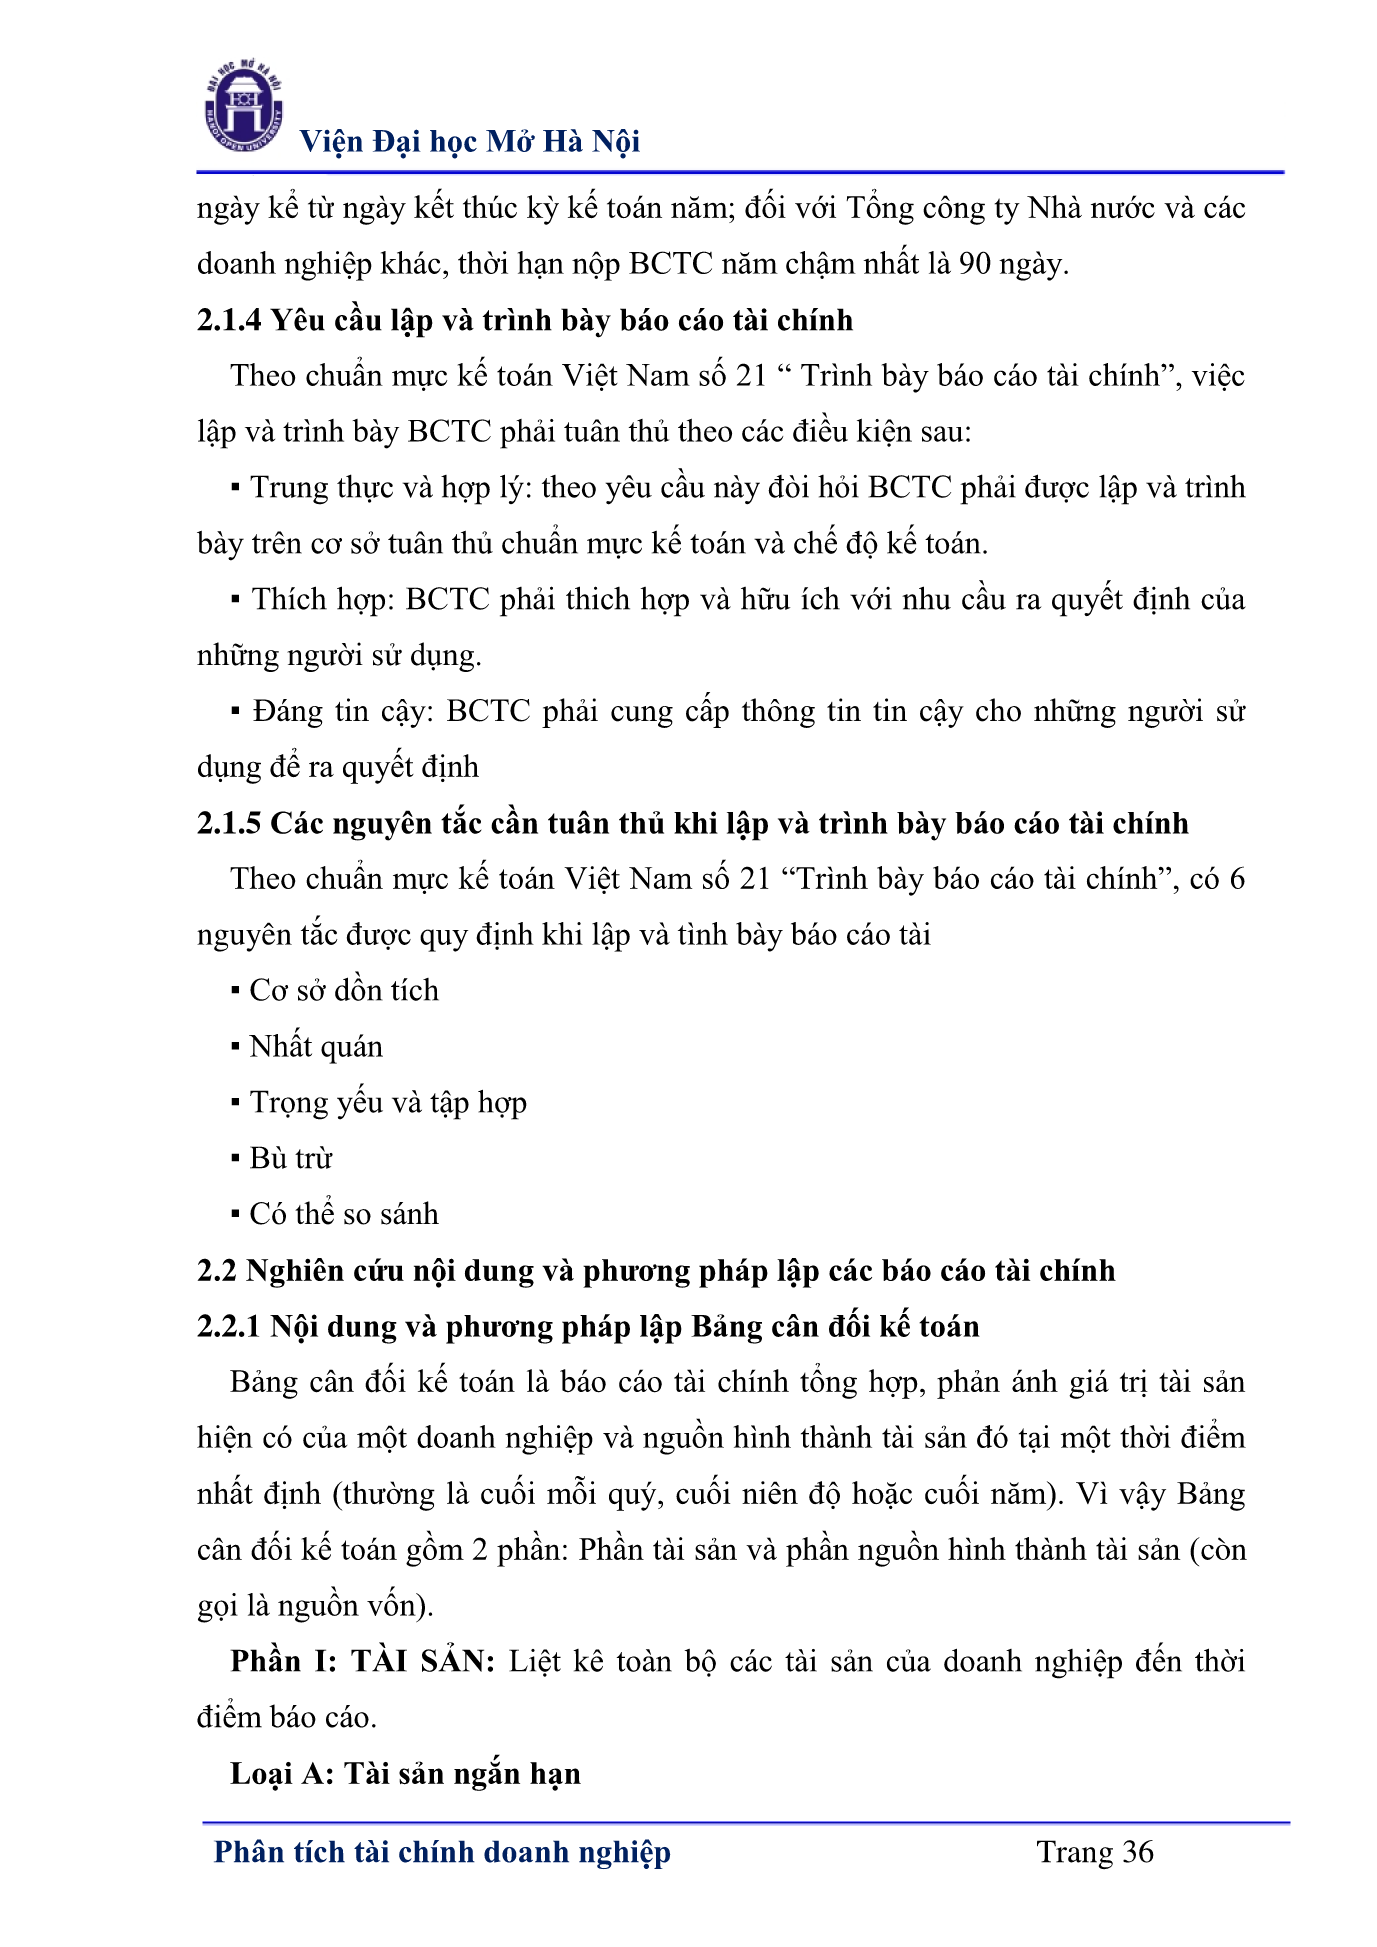 ĐẠI HỌC MỞ HÀ NỘI
HANOI OPEN UNIVERSITY
Viện Đại học Mở Hà Nội
ngày kể từ ngày kết thúc kỳ kế toán năm; đối với Tổng công ty Nhà nước và các
doanh nghiệp khác, thời hạn nộp BCTC năm chậm nhất là 90 ngày.
2.1.4 Yêu cầu lập và trình bày báo cáo tài chính
Theo chuẩn mực kế toán Việt Nam số 21 “ Trình bày báo cáo tài chính”, việc
lập và trình bày BCTC phải tuân thủ theo các điều kiện sau:
▪ Trung thực và hợp lý: theo yêu cầu này đòi hỏi BCTC phải được lập và trình
bày trên cơ sở tuân thủ chuẩn mực kế toán và chế độ kế toán.
▪ Thích hợp: BCTC phải thich hợp và hữu ích với nhu cầu ra quyết định của
những người sử dụng.
▪ Đáng tin cậy: BCTC phải cung cấp thông tin tin cậy cho những người sử
dụng để ra quyết định
2.1.5 Các nguyên tắc cần tuân thủ khi lập và trình bày báo cáo tài chính
Theo chuẩn mực kế toán Việt Nam số 21 “Trình bày báo cáo tài chính”, có 6
nguyên tắc được quy định khi lập và tình bày báo cáo tài
▪ Cơ sở dồn tích
▪ Nhất quán
▪ Trọng yếu và tập hợp
▪ Bù trừ
▪ Có thể so sánh
2.2 Nghiên cứu nội dung và phương pháp lập các báo cáo tài chính
2.2.1 Nội dung và phương pháp lập Bảng cân đối kế toán
Bảng cân đối kế toán là báo cáo tài chính tổng hợp, phản ánh giá trị tài sản
hiện có của một doanh nghiệp và nguồn hình thành tài sản đó tại một thời điểm
nhất định (thường là cuối mỗi quý, cuối niên độ hoặc cuối năm). Vì vậy Bảng
cân đối kế toán gồm 2 phần: Phần tài sản và phần nguồn hình thành tài sản (còn
gọi là nguồn vốn).
Phần I: TÀI SẢN: Liệt kê toàn bộ các tài sản của doanh nghiệp đến thời
điểm báo cáo.
Loại A: Tài sản ngắn hạn
Phân tích tài chính doanh nghiệp Trang 36